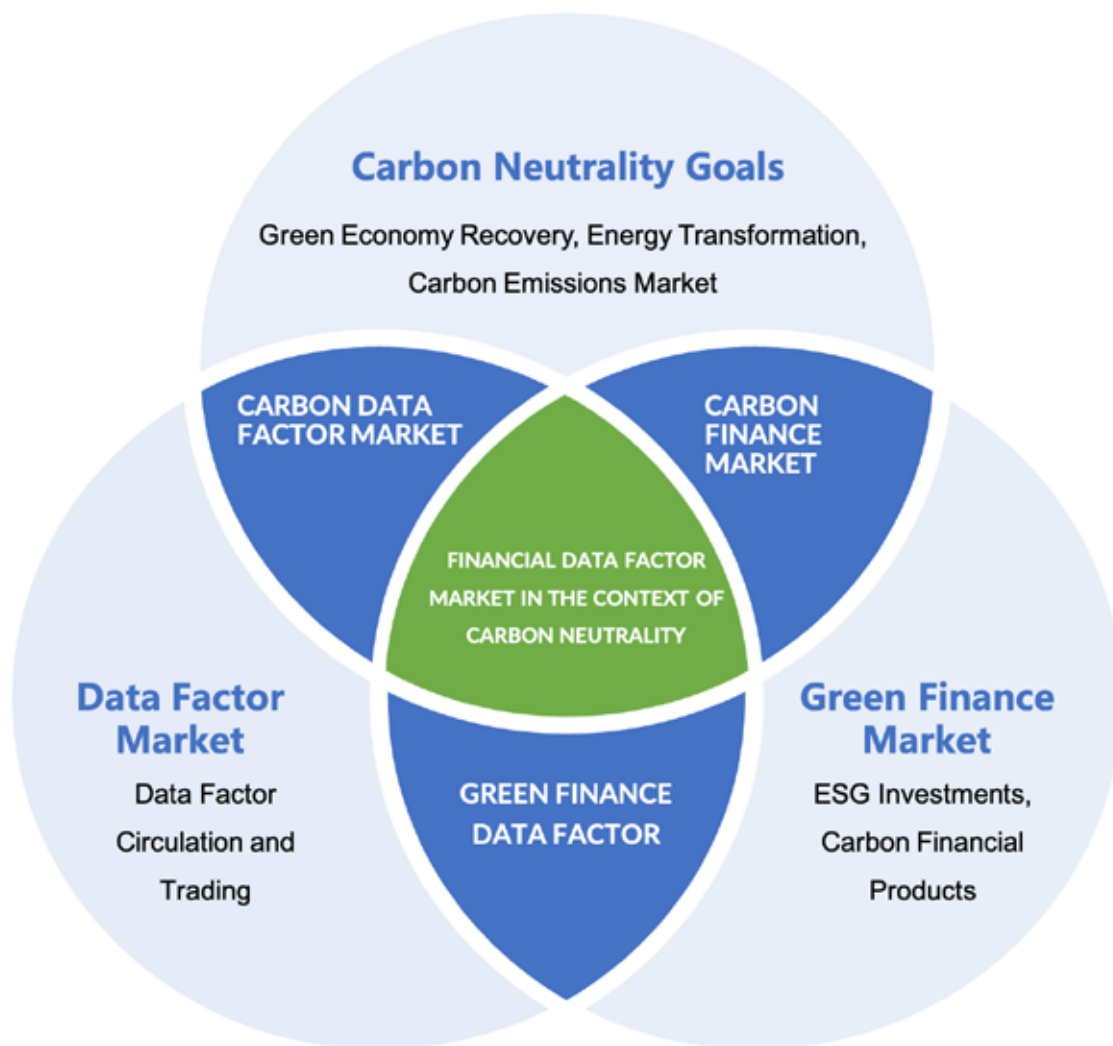 Carbon Neutrality Goals
Green Economy Recovery, Energy Transformation,
Carbon Emissions Market
CARBON DATA
FACTOR MARKET
CARBON
FINANCE
MARKET
FINANCIAL DATA FACTOR
MARKET IN THE CONTEXT OF
CARBON NEUTRALITY
Data Factor
Market
Data Factor
Circulation and
Trading
GREEN FINANCE
DATA FACTOR
Green Finance
Market
ESG Investments,
Carbon Financial
Products